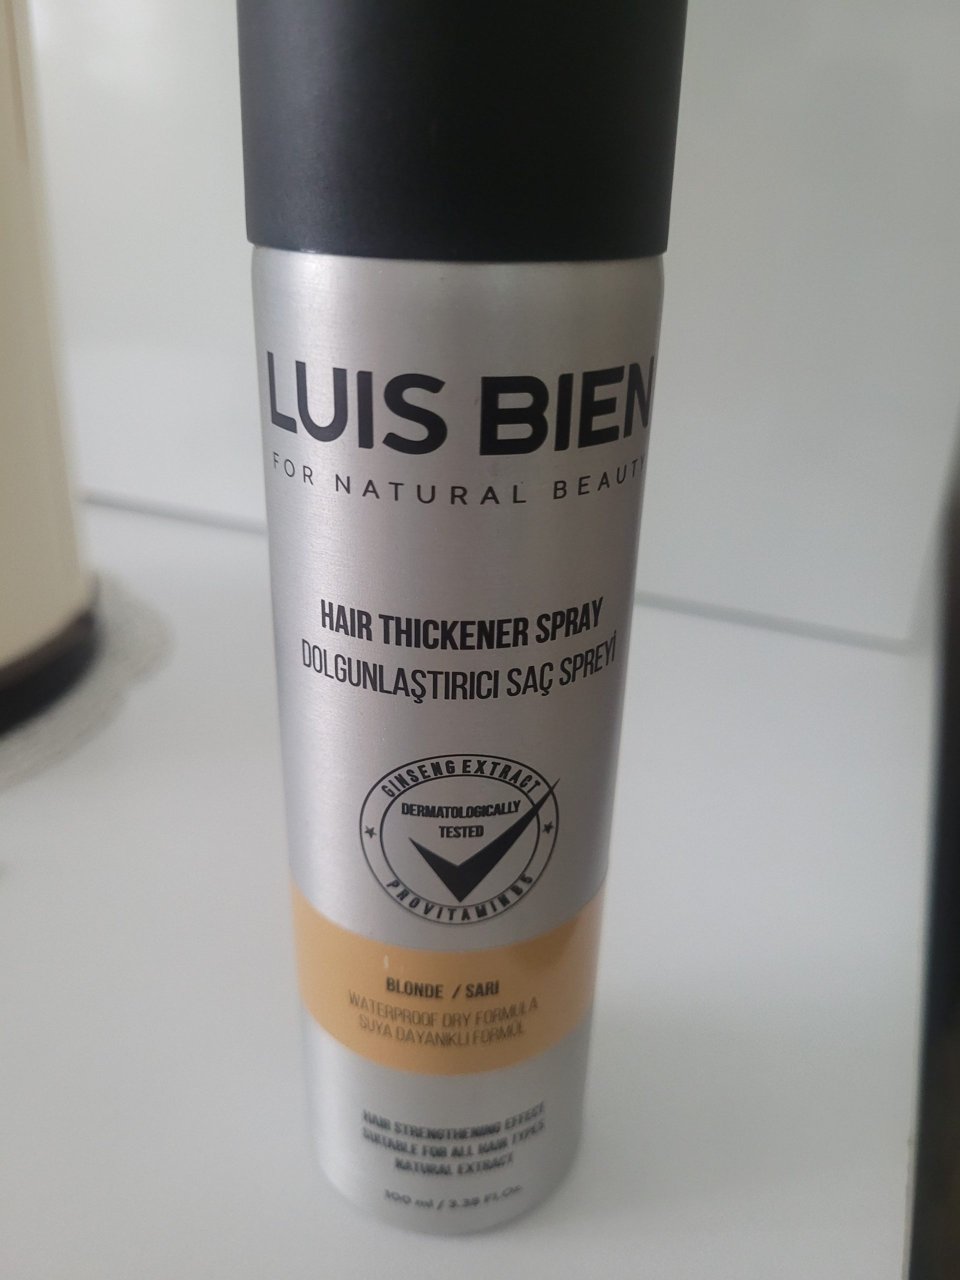 LUIS BIEN
FOR NATURAL BEAUTY
HAIR THICKENER SPRAY
DOLGUNLAŞTIRICI SAÇ SPREYİ
GINSENG EXTRACT
DERMATOLOGICALLY
TESTED
PROVITAMIN B5
BLONDE / SARI
WATERPROOF DRY FORMULA
SUYA DAYANIKLI FORMÜL
HAIR STRENGTHENING EFFECT
SUITABLE FOR ALL HAIR TYPES
NATURAL EXTRACT
100 ml / 3.38 Fl.Oz.